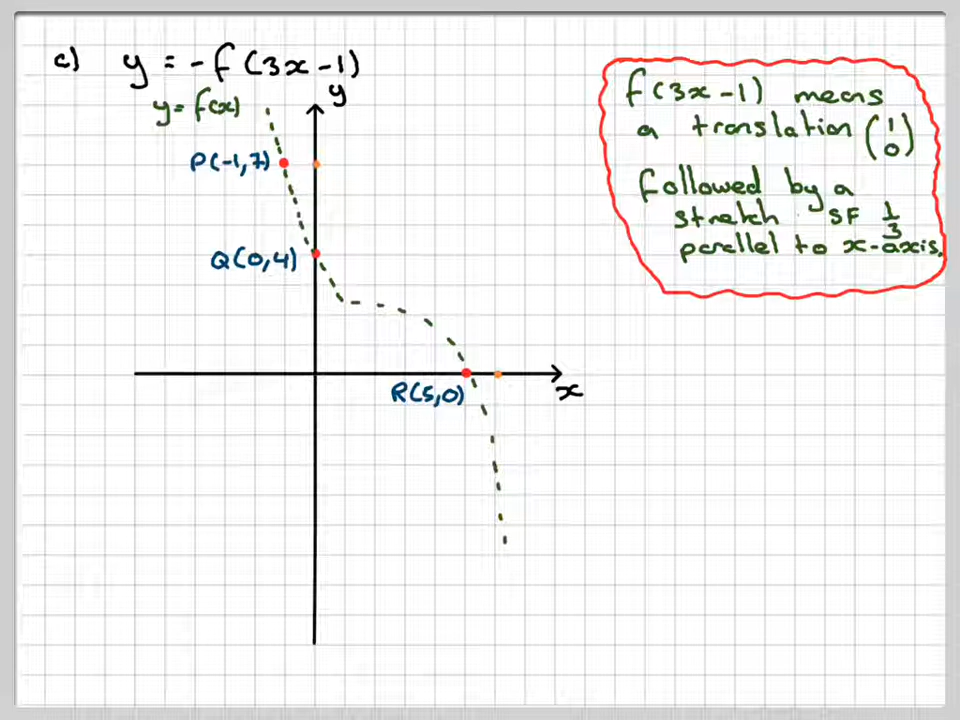 c) y = -f(3x-1)
y = f(x)
y
P(-1,7)
Q(0,4)
R(5,0)
x
f(3x-1) means
a translation (1 0)
followed by a
stretch SF 1/3
parallel to x-axis.